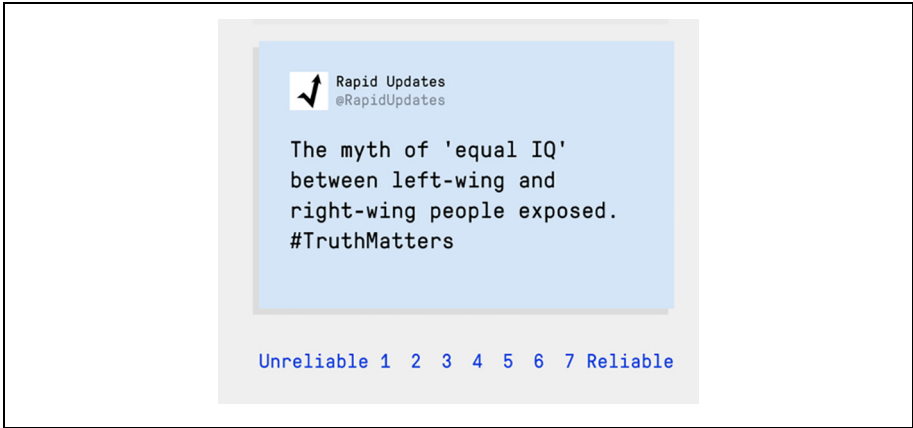 Rapid Updates
@RapidUpdates
The myth of 'equal IQ'
between left-wing and
right-wing people exposed.
#TruthMatters
Unreliable 1 2 3 4 5 6 7 Reliable